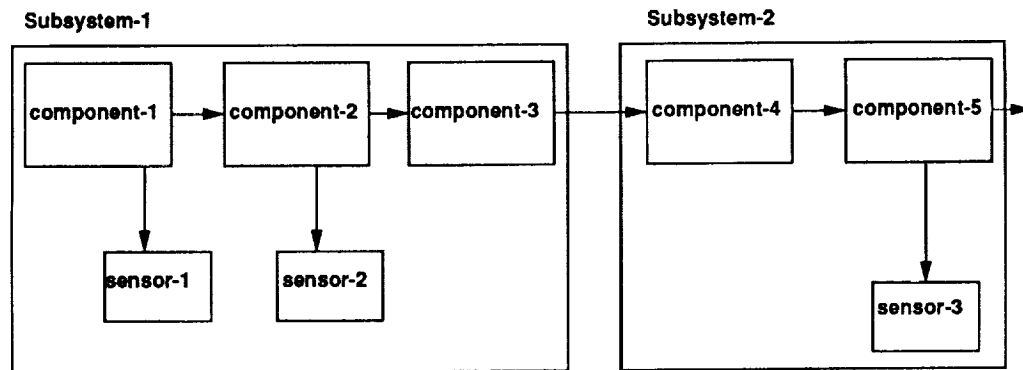 Subsystem-1
Subsystem-2
component-1
component-2
component-3
component-4
component-5
sensor-1
sensor-2
sensor-3